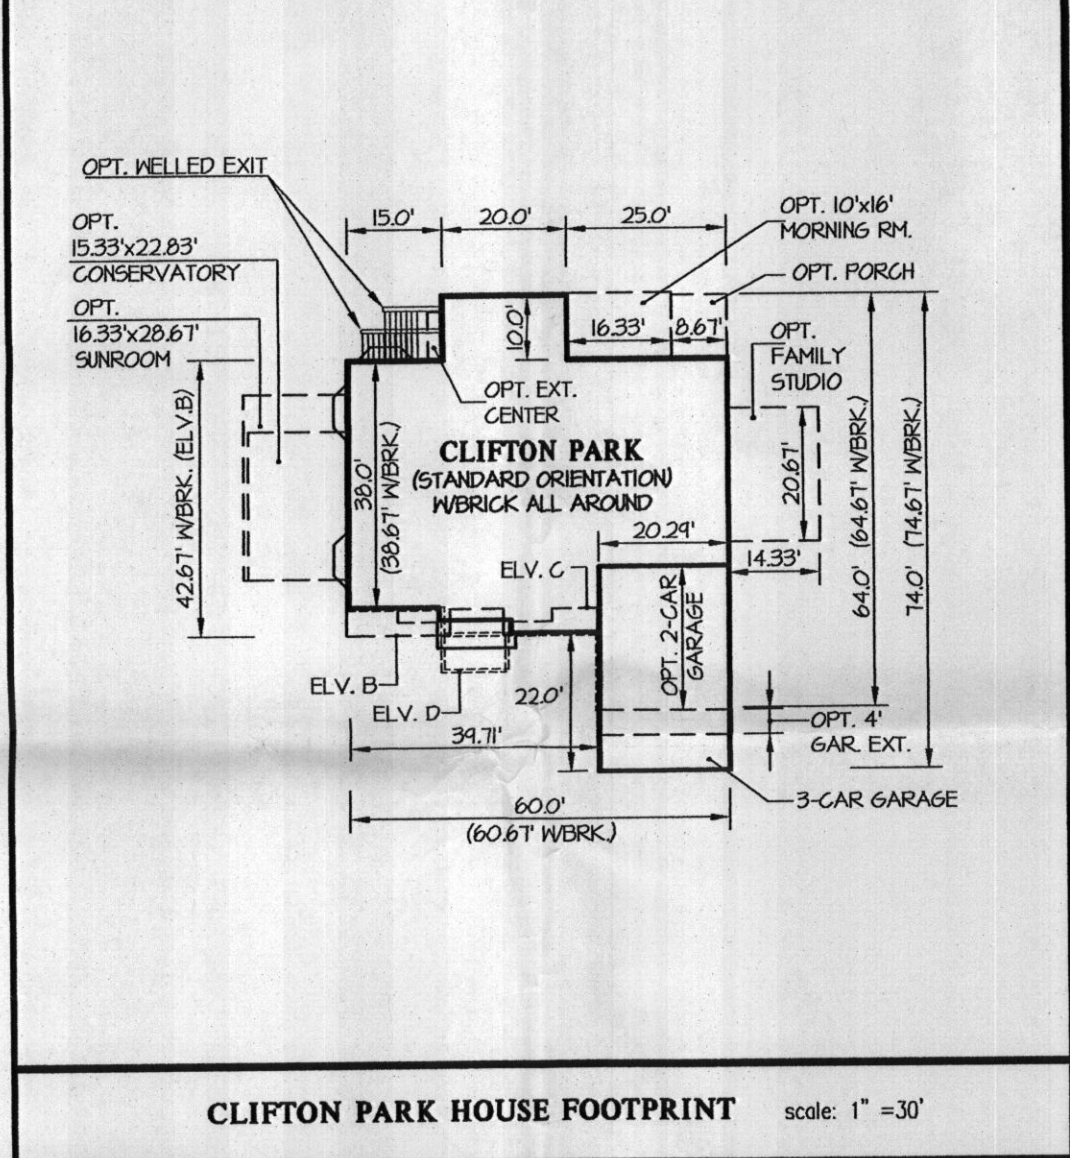 OPT. WELLED EXIT
OPT.
15.33'x22.83'
CONSERVATORY
OPT.
16.33'x28.67'
SUNROOM
15.0'
20.0'
25.0'
OPT. 10'x16'
MORNING RM.
OPT. PORCH
10.0'
16.33'
8.67'
OPT.
FAMILY
STUDIO
OPT. EXT.
CENTER
42.67' W/BRK. (ELV.B)
38.0'
(38.67' W/BRK.)
CLIFTON PARK
(STANDARD ORIENTATION)
W/BRICK ALL AROUND
20.67'
64.0' (64.67' W/BRK.)
74.0' (74.67' W/BRK.)
20.29'
14.33'
ELV. C
OPT. 2-CAR
GARAGE
ELV. B
ELV. D
22.0'
39.71'
OPT. 4'
GAR. EXT.
3-CAR GARAGE
60.0'
(60.67' W/BRK.)
CLIFTON PARK HOUSE FOOTPRINT scale: 1" =30'